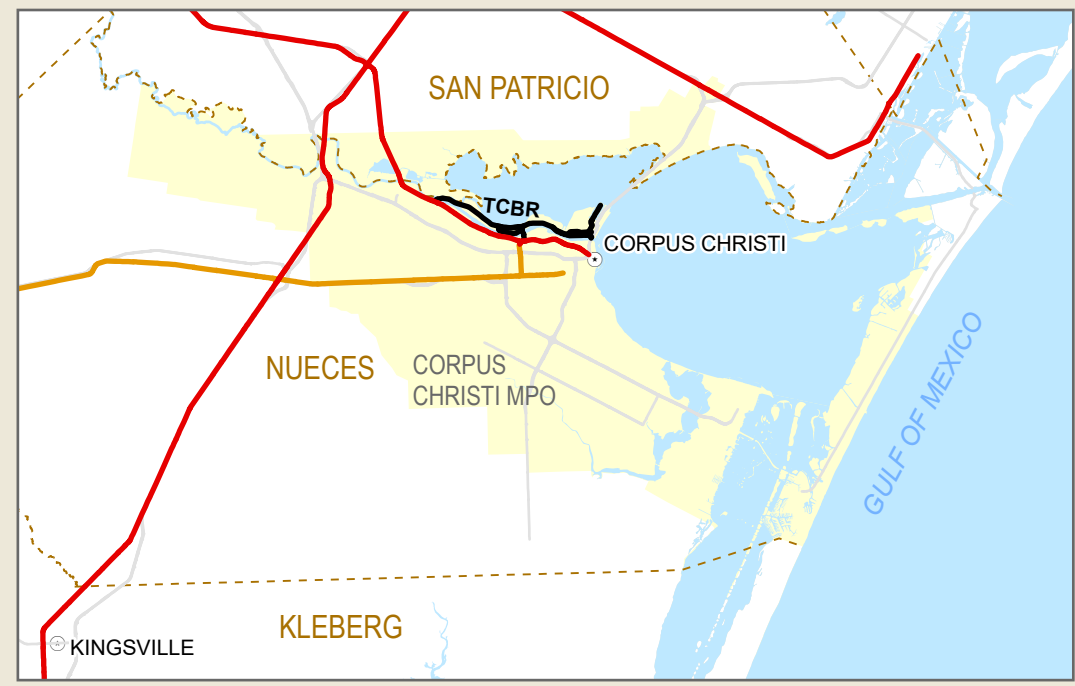 SAN PATRICIO
TCBR
CORPUS CHRISTI
NUECES
CORPUS
CHRISTI MPO
GULF OF MEXICO
KLEBERG
KINGSVILLE